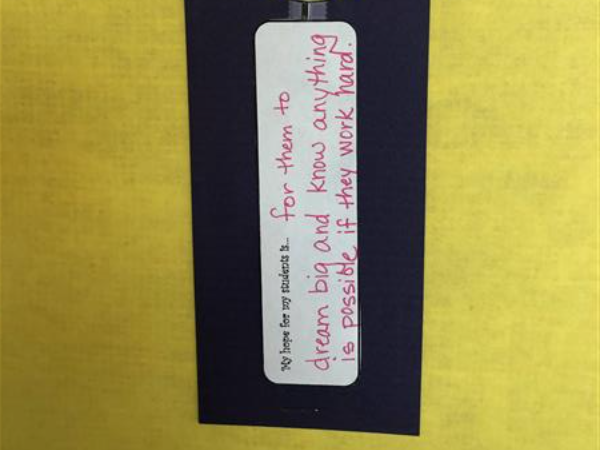 My hope for my students is... for them to
dream big and know anything
is possible if they work hard.